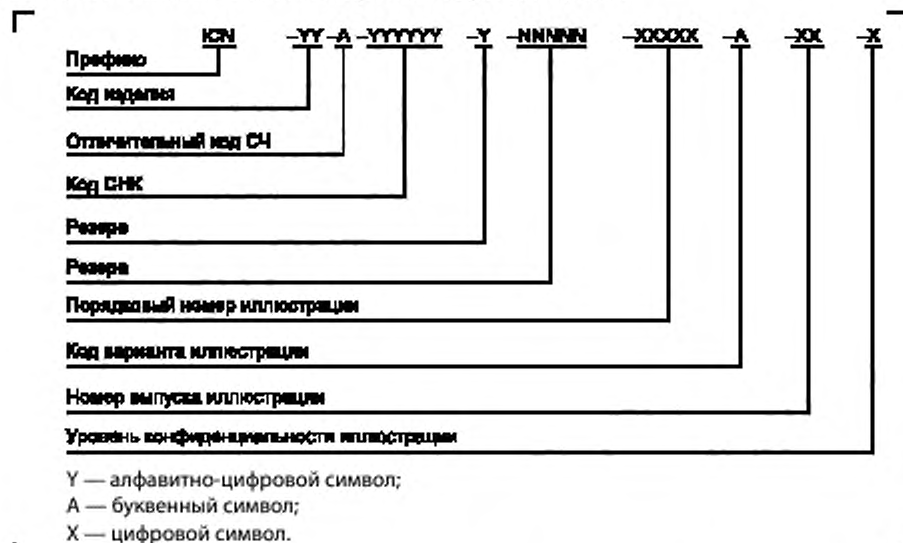 ICN –YY –A –YYYYYY –Y –NNNNN –XXXXX –A –XX –X
Префикс
Код изделия
Отличительный код СЧ
Код СНК
Резерв
Резерв
Порядковый номер иллюстрации
Код варианта иллюстрации
Номер выпуска иллюстрации
Уровень конфиденциальности иллюстрации
Y — алфавитно-цифровой символ;
A — буквенный символ;
X — цифровой символ.